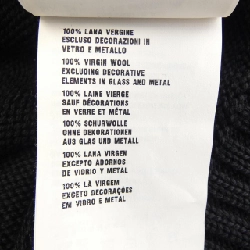 100% LANA VERGINE
ESCLUSO DECORAZIONI IN
VETRO E METALLO
100% VIRGIN WOOL
EXCLUDING DECORATIVE
ELEMENTS IN GLASS AND METAL
100% LAINE VIERGE
SAUF DÉCORATIONS
EN VERRE ET MÉTAL
100% SCHURWOLLE
OHNE DEKORATIONEN
AUS GLAS UND METALL
100% LANA VIRGEN
EXCEPTO ADORNOS
DE VIDRIO Y METAL
100% LÃ VIRGEM
EXCETO DECORAÇÕES
EM VIDRO E METAL